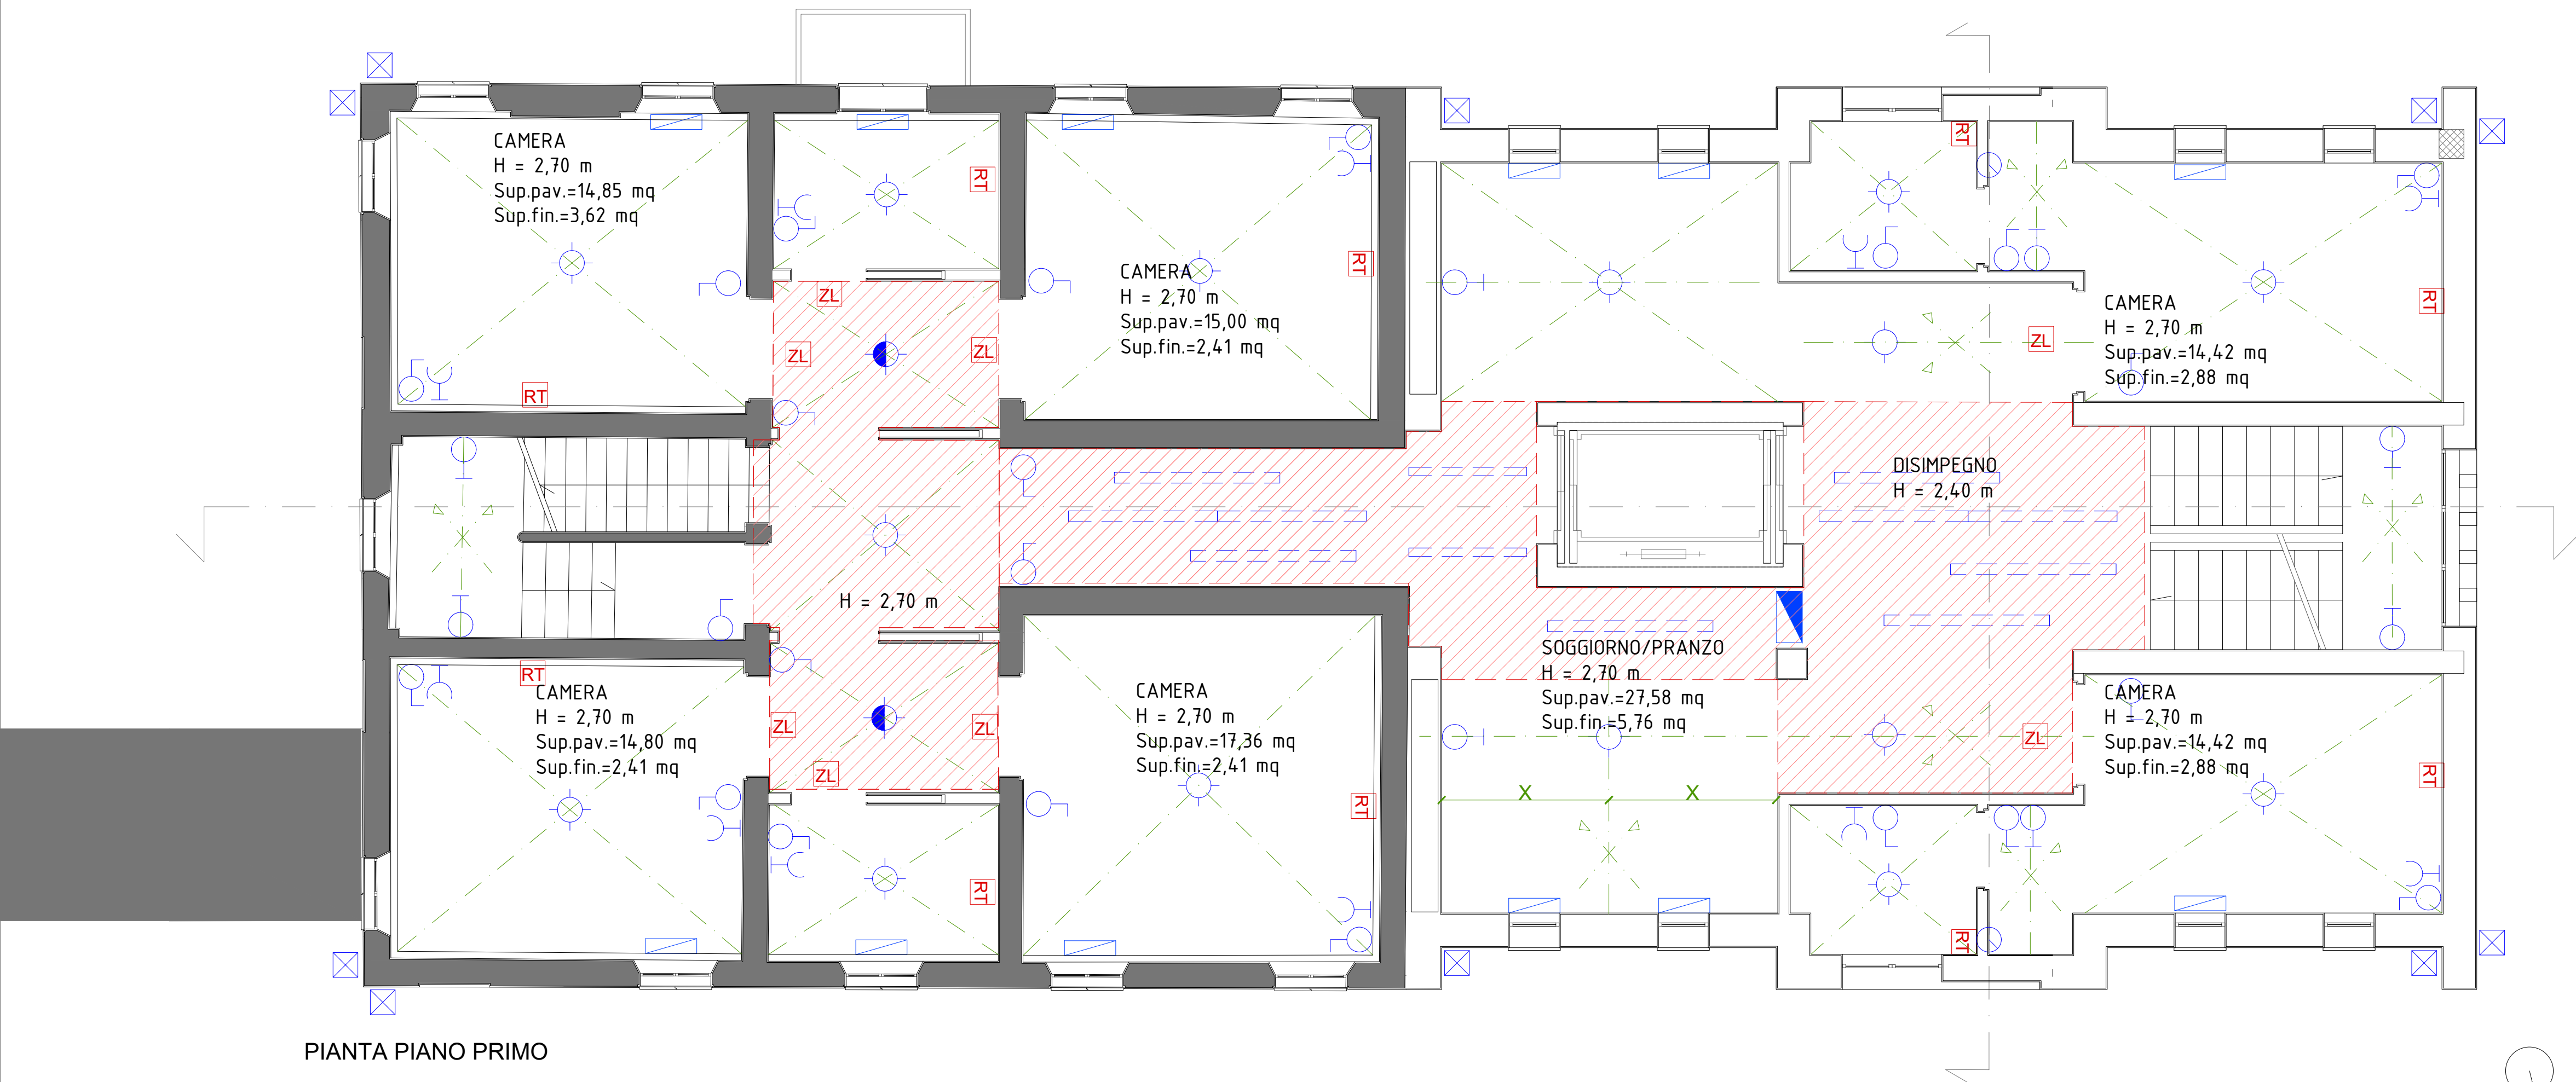 CAMERA
H = 2,70 m
Sup.pav.=14,85 mq
Sup.fin.=3,62 mq
RT
RT
CAMERA
H = 2,70 m
Sup.pav.=15,00 mq
Sup.fin.=2,41 mq
RT
RT
CAMERA
H = 2,70 m
Sup.pav.=14,42 mq
Sup.fin.=2,88 mq
RT
ZL
ZL
ZL
ZL
RT
DISIMPEGNO
H = 2,40 m
H = 2,70 m
SOGGIORNO/PRANZO
H = 2,70 m
Sup.pav.=27,58 mq
Sup.fin.=5,76 mq
RT
CAMERA
H = 2,70 m
Sup.pav.=14,80 mq
Sup.fin.=2,41 mq
CAMERA
H = 2,70 m
Sup.pav.=17,36 mq
Sup.fin.=2,41 mq
CAMERA
H = 2,70 m
Sup.pav.=14,42 mq
Sup.fin.=2,88 mq
ZL
ZL
ZL
ZL
RT
RT
X X
RT
RT
PIANTA PIANO PRIMO